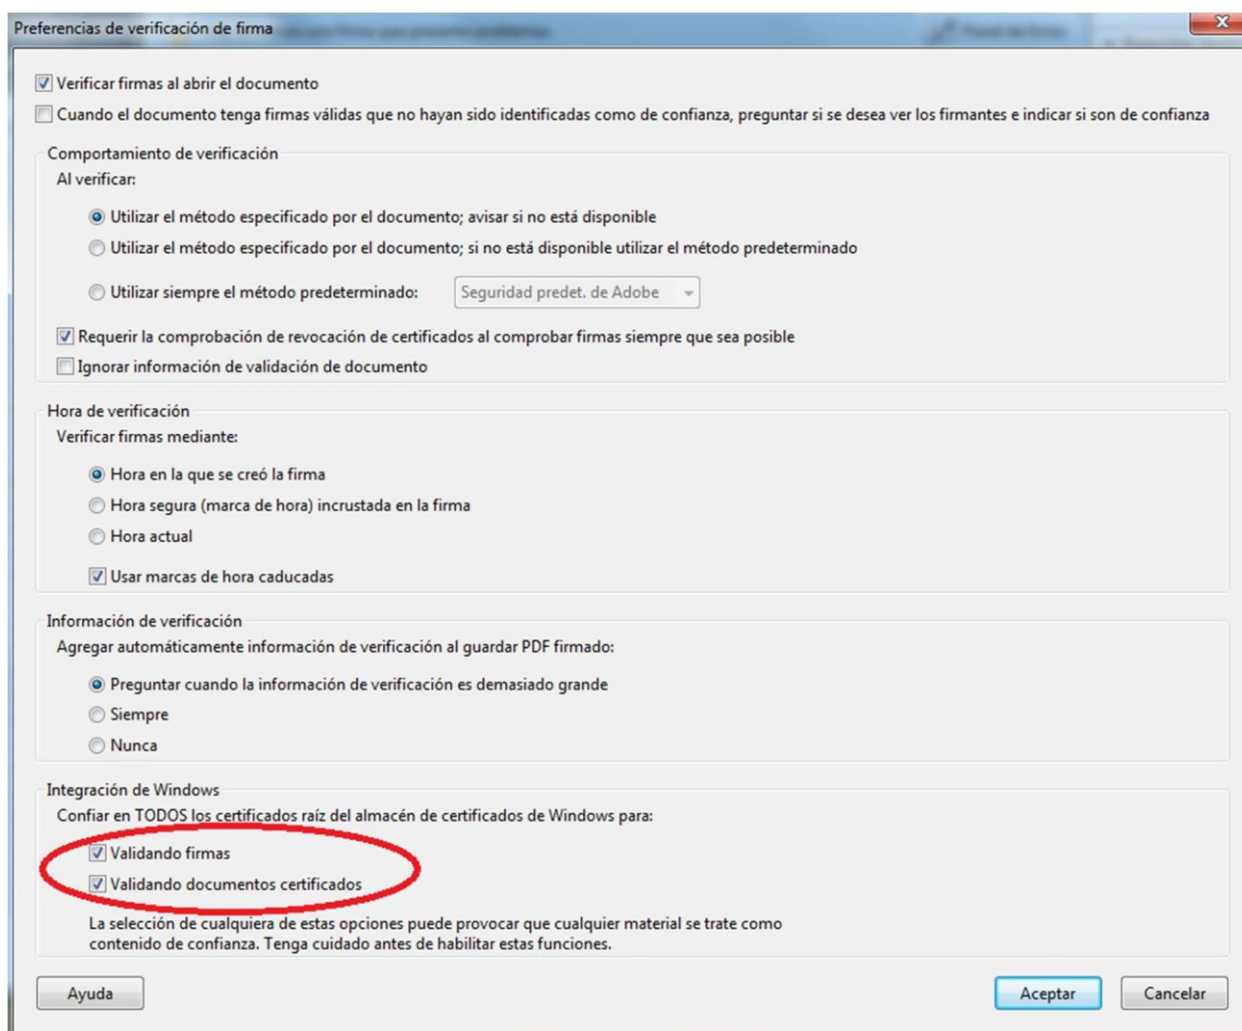 Preferencias de verificación de firma
Verificar firmas al abrir el documento
Cuando el documento tenga firmas válidas que no hayan sido identificadas como de confianza, preguntar si se desea ver los firmantes e indicar si son de confianza
Comportamiento de verificación
Al verificar:
Utilizar el método especificado por el documento; avisar si no está disponible
Utilizar el método especificado por el documento; si no está disponible utilizar el método predeterminado
Utilizar siempre el método predeterminado: Seguridad predet. de Adobe
Requerir la comprobación de revocación de certificados al comprobar firmas siempre que sea posible
Ignorar información de validación de documento
Hora de verificación
Verificar firmas mediante:
Hora en la que se creó la firma
Hora segura (marca de hora) incrustada en la firma
Hora actual
Usar marcas de hora caducadas
Información de verificación
Agregar automáticamente información de verificación al guardar PDF firmado:
Preguntar cuando la información de verificación es demasiado grande
Siempre
Nunca
Integración de Windows
Confiar en TODOS los certificados raíz del almacén de certificados de Windows para:
Validando firmas
Validando documentos certificados
La selección de cualquiera de estas opciones puede provocar que cualquier material se trate como
contenido de confianza. Tenga cuidado antes de habilitar estas funciones.
Ayuda Aceptar Cancelar